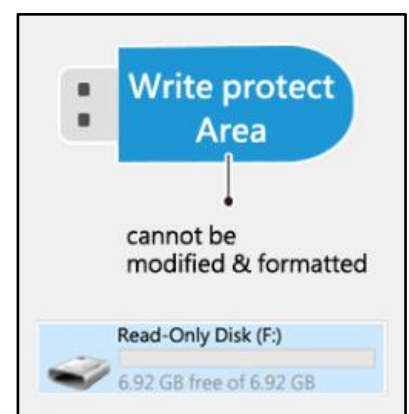 Write protect
Area
cannot be
modified & formatted
Read-Only Disk (F:)
6.92 GB free of 6.92 GB